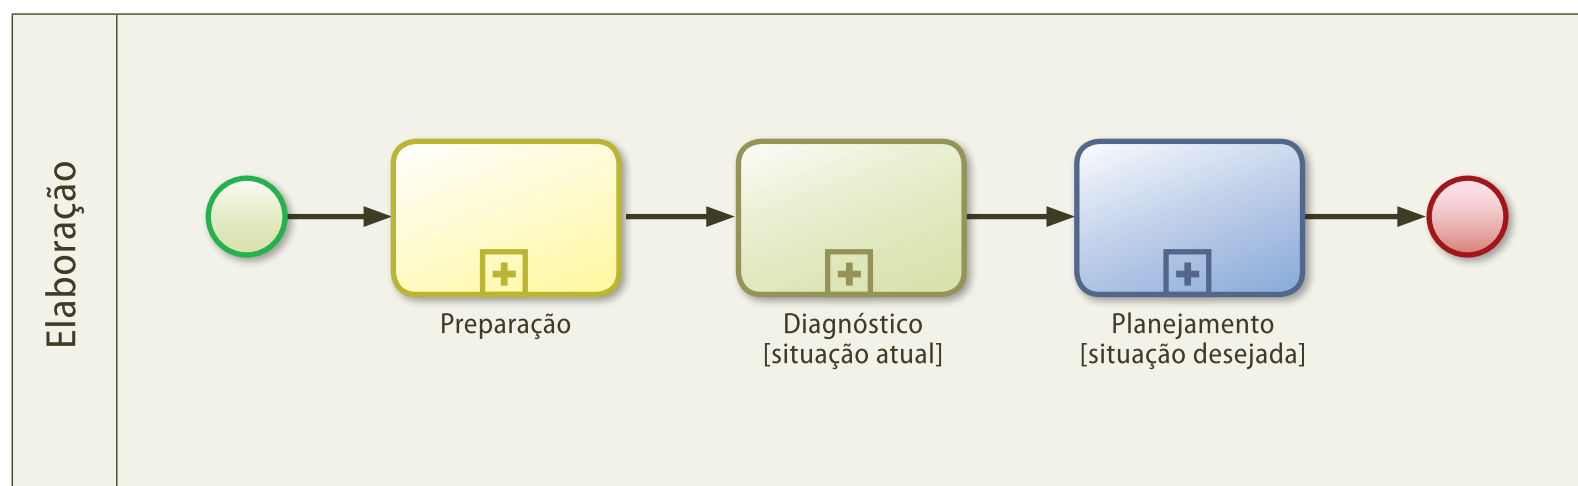 Elaboração
Preparação
Diagnóstico
[situação atual]
Planejamento
[situação desejada]